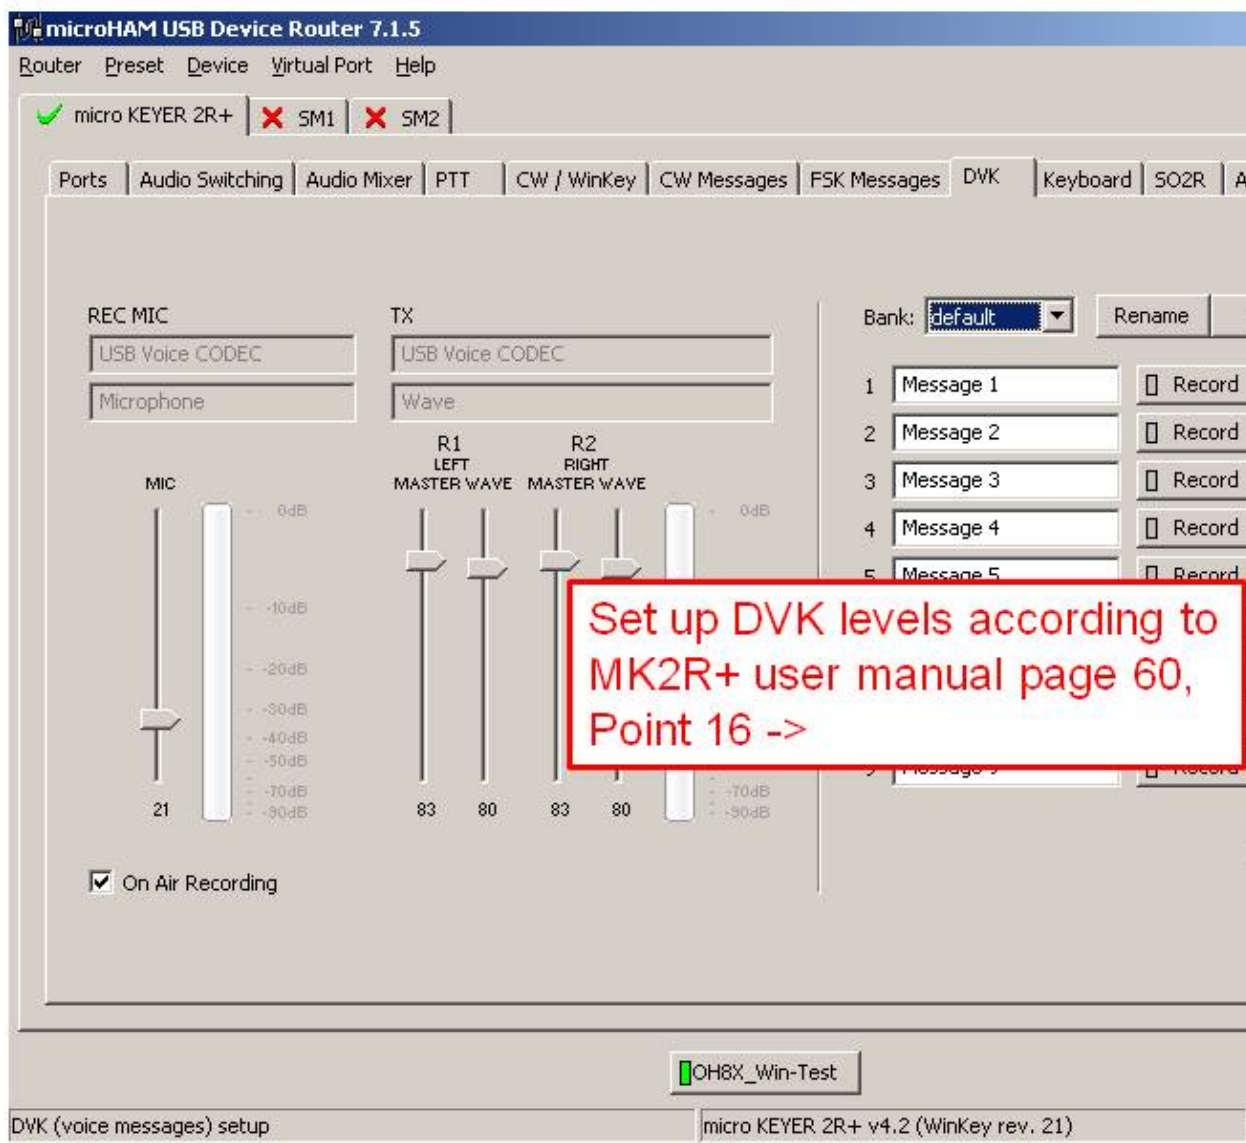 microHAM USB Device Router 7.1.5
Router Preset Device Virtual Port Help
micro KEYER 2R+ SM1 SM2
Ports Audio Switching Audio Mixer PTT CW / WinKey CW Messages FSK Messages DVK Keyboard SO2R A
REC MIC
USB Voice CODEC
Microphone
TX
USB Voice CODEC
Wave
R1 R2
LEFT RIGHT
MIC MASTER WAVE MASTER WAVE
0dB 0dB
-10dB
-20dB
-30dB
-40dB
-50dB
-70dB -70dB
-90dB -90dB
21 83 80 83 80
On Air Recording
Bank: default Rename
1 Message 1 Record
2 Message 2 Record
3 Message 3 Record
4 Message 4 Record
5 Message 5 Record
Set up DVK levels according to
MK2R+ user manual page 60,
Point 16 ->
OH8X_Win-Test
DVK (voice messages) setup
micro KEYER 2R+ v4.2 (WinKey rev. 21)